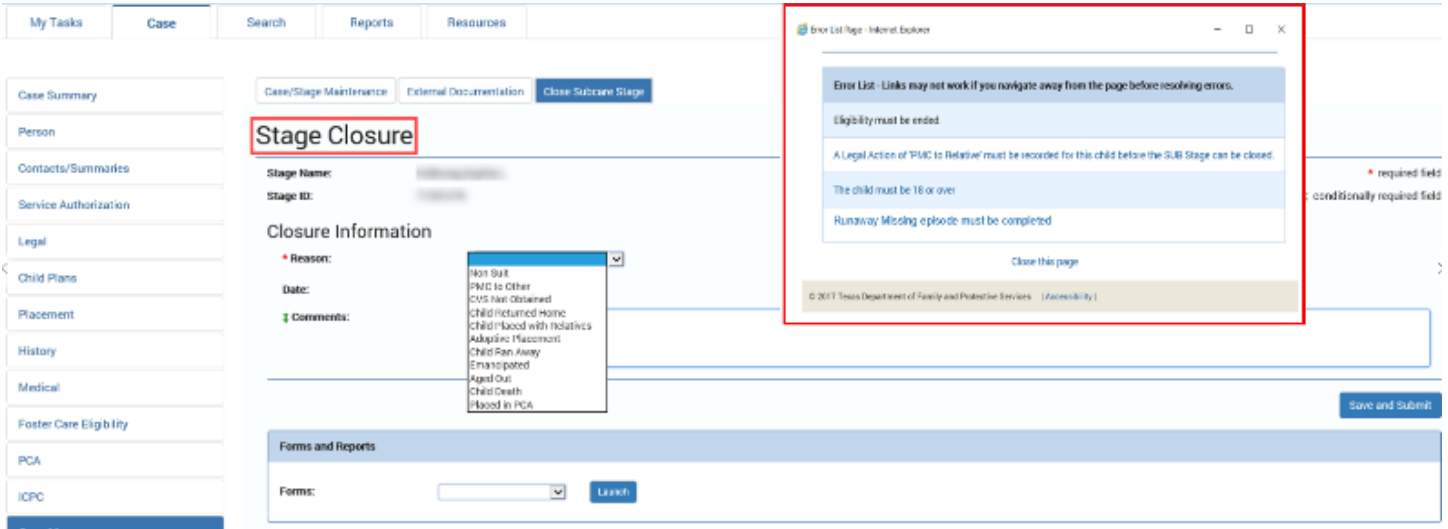 My Tasks
Case
Search
Reports
Resources
Case Summary
Person
Contacts/Summaries
Service Authorization
Legal
Child Plans
Placement
History
Medical
Foster Care Eligibility
PCA
ICPC
Case/Stage Maintenance
External Documentation
Close Subcare Stage
Stage Closure
Stage Name:
Stage ID:
* required field
conditionally required field
Closure Information
* Reason:
Non Suit
PMC to Other
CVS Not Obtained
Child Returned Home
Child Placed with Relatives
Adoptive Placement
Child Ran Away
Emancipated
Aged Out
Child Death
Placed in PCA
Date:
‡ Comments:
Save and Submit
Forms and Reports
Forms:
Launch
Error List Page - Internet Explorer
Error List - Links may not work if you navigate away from the page before resolving errors.
Eligibility must be ended.
A Legal Action of 'PMC to Relative' must be recorded for this child before the SUB Stage can be closed.
The child must be 18 or over
Runaway Missing episode must be completed
Close this page
© 2017 Texas Department of Family and Protective Services | Accessibility |